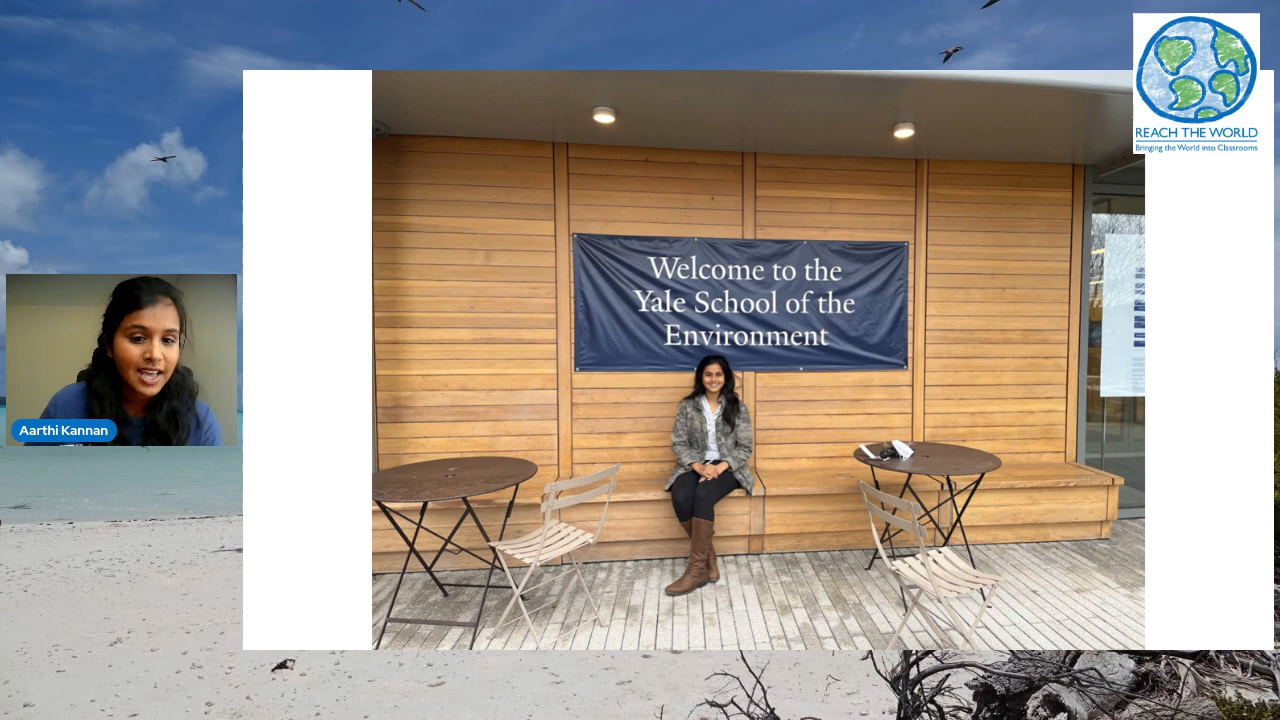 REACH THE WORLD
Bringing the World into Classrooms
Welcome to the
Yale School of the
Environment
Aarthi Kannan